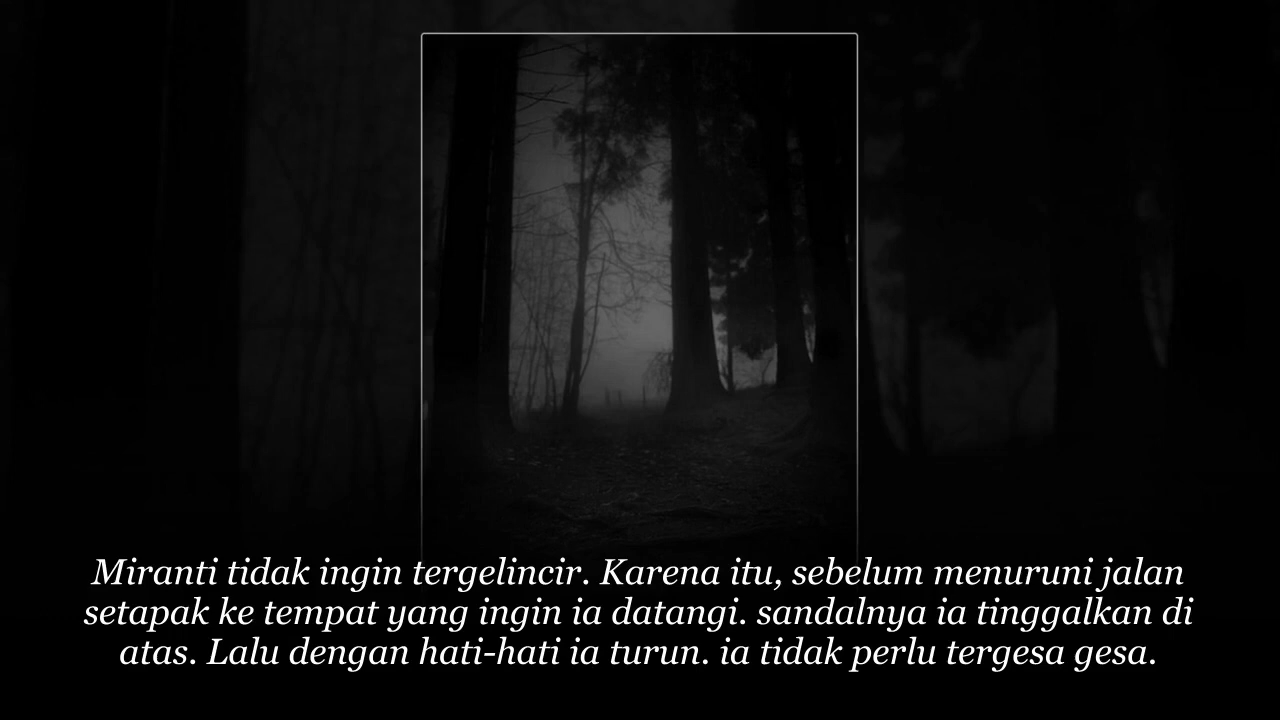 Miranti tidak ingin tergelincir. Karena itu, sebelum menuruni jalan
setapak ke tempat yang ingin ia datangi. sandalnya ia tinggalkan di
atas. Lalu dengan hati-hati ia turun. ia tidak perlu tergesa gesa.